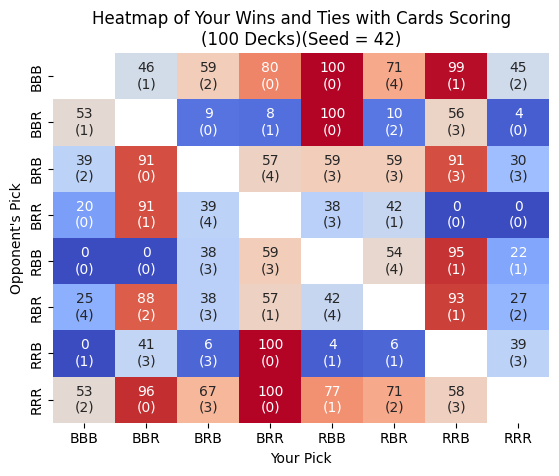 Heatmap of Your Wins and Ties with Cards Scoring
(100 Decks)(Seed = 42)
Opponent's Pick
BBB 46 59 80 100 71 99 45
(1) (2) (0) (0) (4) (1) (2)
BBR 53 9 8 100 10 56 4
(1) (0) (1) (0) (2) (3) (0)
BRB 39 91 57 59 59 91 30
(2) (0) (4) (3) (3) (3) (3)
BRR 20 91 39 38 42 0 0
(0) (1) (4) (3) (1) (0) (0)
RBB 0 0 38 59 54 95 22
(0) (0) (3) (3) (4) (1) (1)
RBR 25 88 38 57 42 93 27
(4) (2) (3) (1) (4) (1) (2)
RRB 0 41 6 100 4 6 39
(1) (3) (3) (0) (1) (1) (3)
RRR 53 96 67 100 77 71 58
(2) (0) (3) (0) (1) (2) (3)
BBB BBR BRB BRR RBB RBR RRB RRR
Your Pick